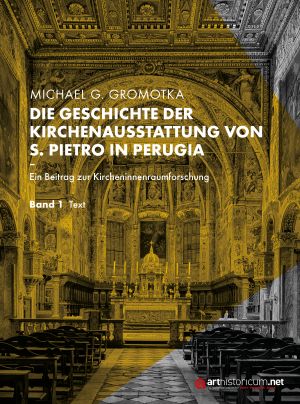 MICHAEL G. GROMOTKA
DIE GESCHICHTE DER
KIRCHENAUSSTATTUNG VON
S. PIETRO IN PERUGIA
–
Ein Beitrag zur Kircheninnenraumforschung
Band 1 Text
arthistoricum.net